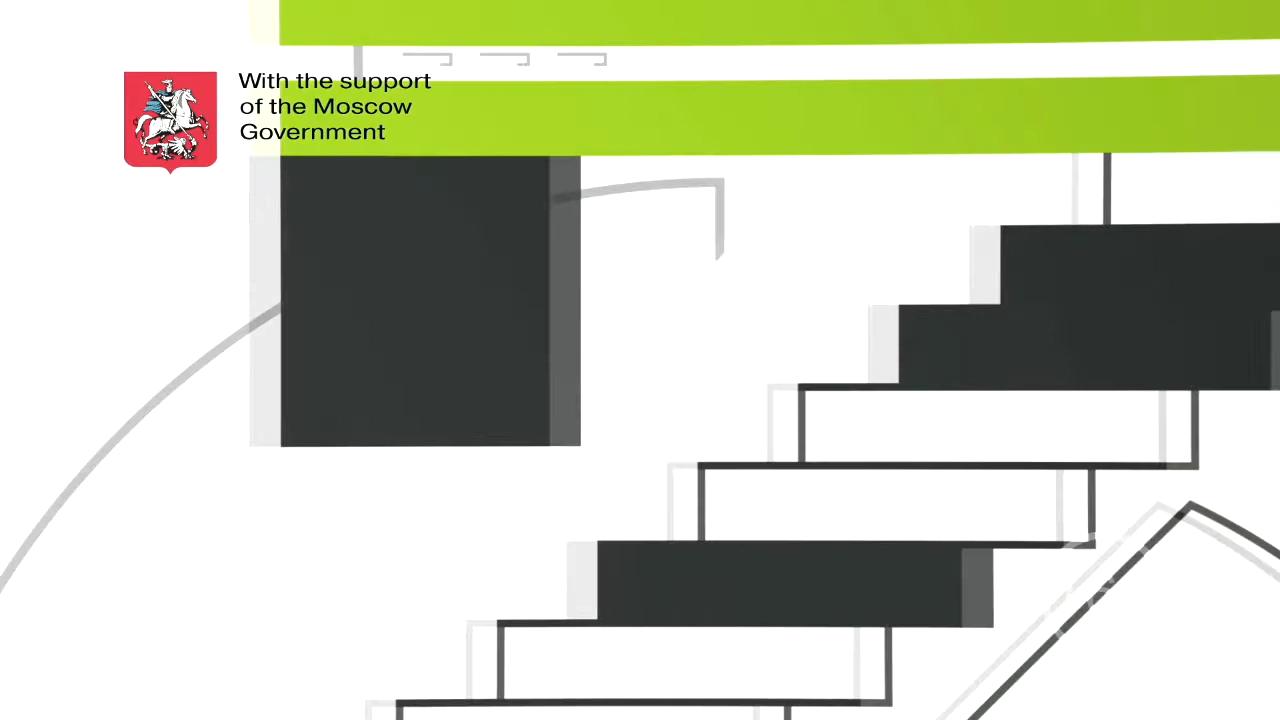 With the support
of the Moscow
Government